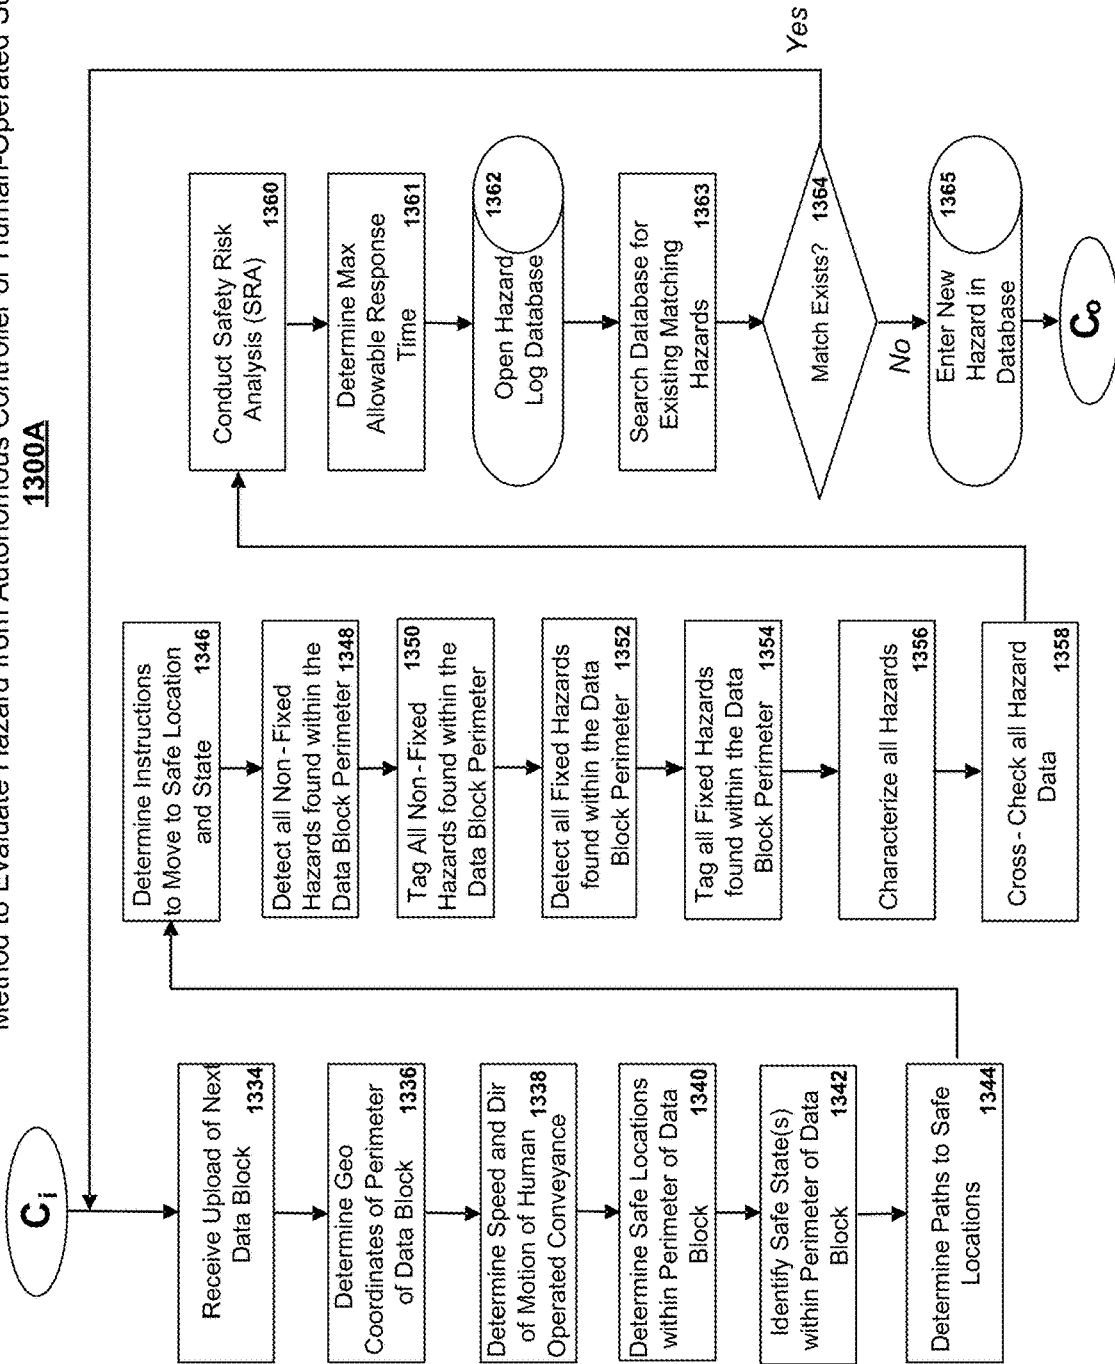 Method to Evaluate Hazard from Autonomous Controller or Human-Operated
1300A
Ci
Receive Upload of Next
Data Block
1334
Determine Geo
Coordinates of Perimeter
of Data Block
1336
Determine Speed and Dir
of Motion of Human
Operated Conveyance
1338
Determine Safe Locations
within Perimeter of Data
Block
1340
Identify Safe State(s)
within Perimeter of Data
Block
1342
Determine Paths to Safe
Locations
1344
Determine Instructions
to Move to Safe Location
and State
1346
Detect all Non - Fixed
Hazards found within the
Data Block Perimeter
1348
Tag All Non - Fixed
Hazards found within the
Data Block Perimeter
1350
Detect all Fixed Hazards
found within the Data
Block Perimeter
1352
Tag all Fixed Hazards
found within the Data
Block Perimeter
1354
Characterize all Hazards
1356
Cross - Check all Hazard
Data
1358
Conduct Safety Risk
Analysis (SRA)
1360
Determine Max
Allowable Response
Time
1361
Open Hazard
Log Database
1362
Search Database for
Existing Matching
Hazards
1363
Match Exists?
1364
Yes
No
Enter New
Hazard in
Database
1365
Co